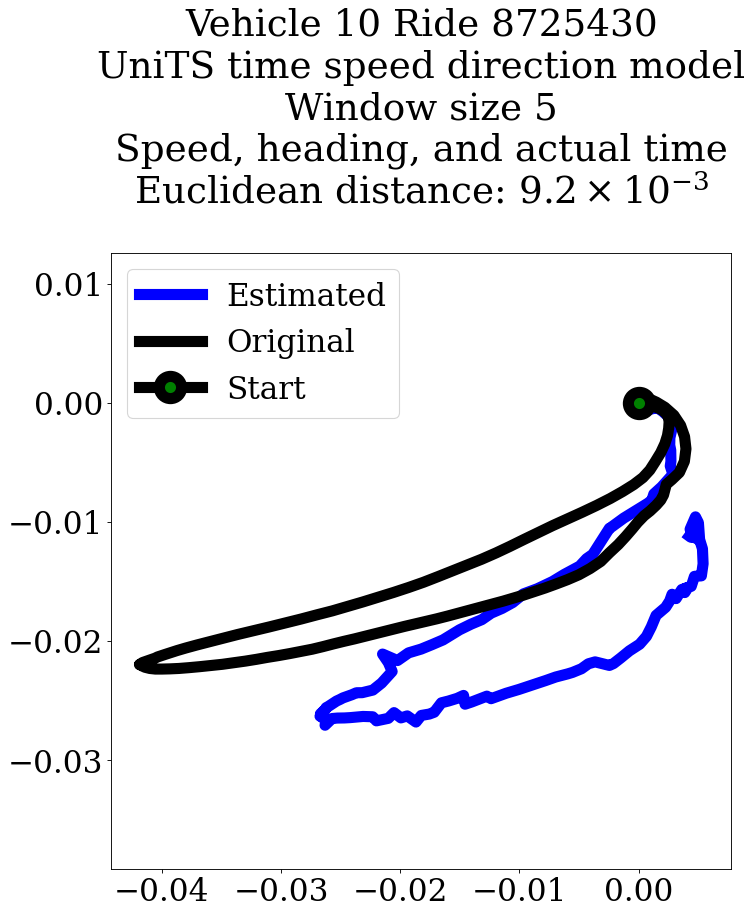 Vehicle 10 Ride 8725430
UniTS time speed direction model
Window size 5
Speed, heading, and actual time
Euclidean distance: 9.2 × 10⁻³
Estimated
Original
Start
0.01
0.00
−0.01
−0.02
−0.03
−0.04 −0.03 −0.02 −0.01 0.00